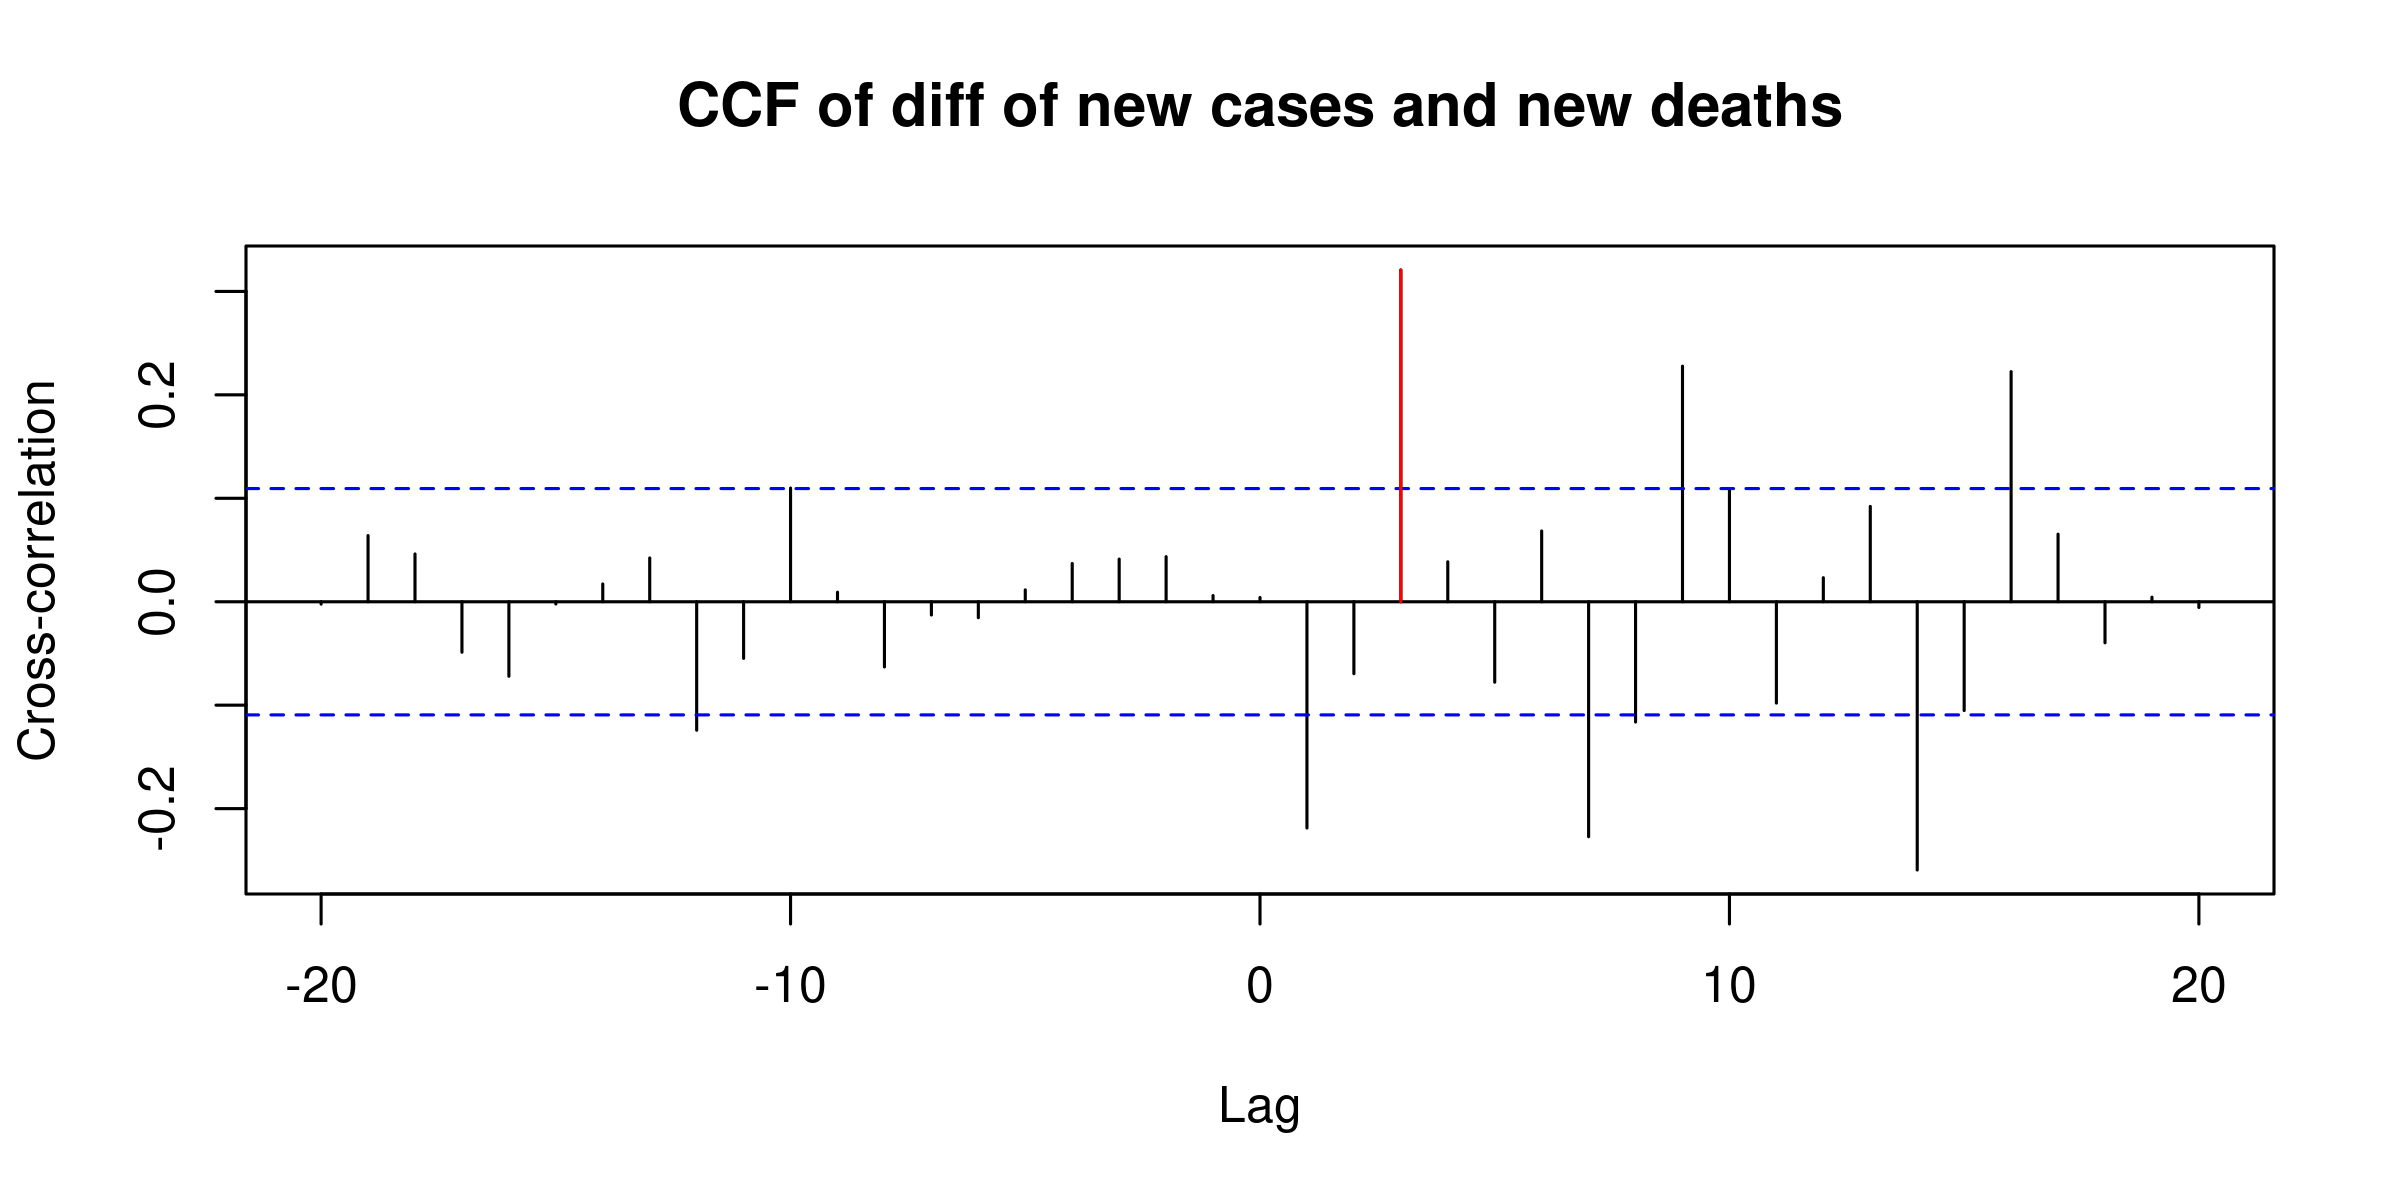 CCF of diff of new cases and new deaths
Cross-correlation
0.2
0.0
-0.2
-20 -10 0 10 20
Lag